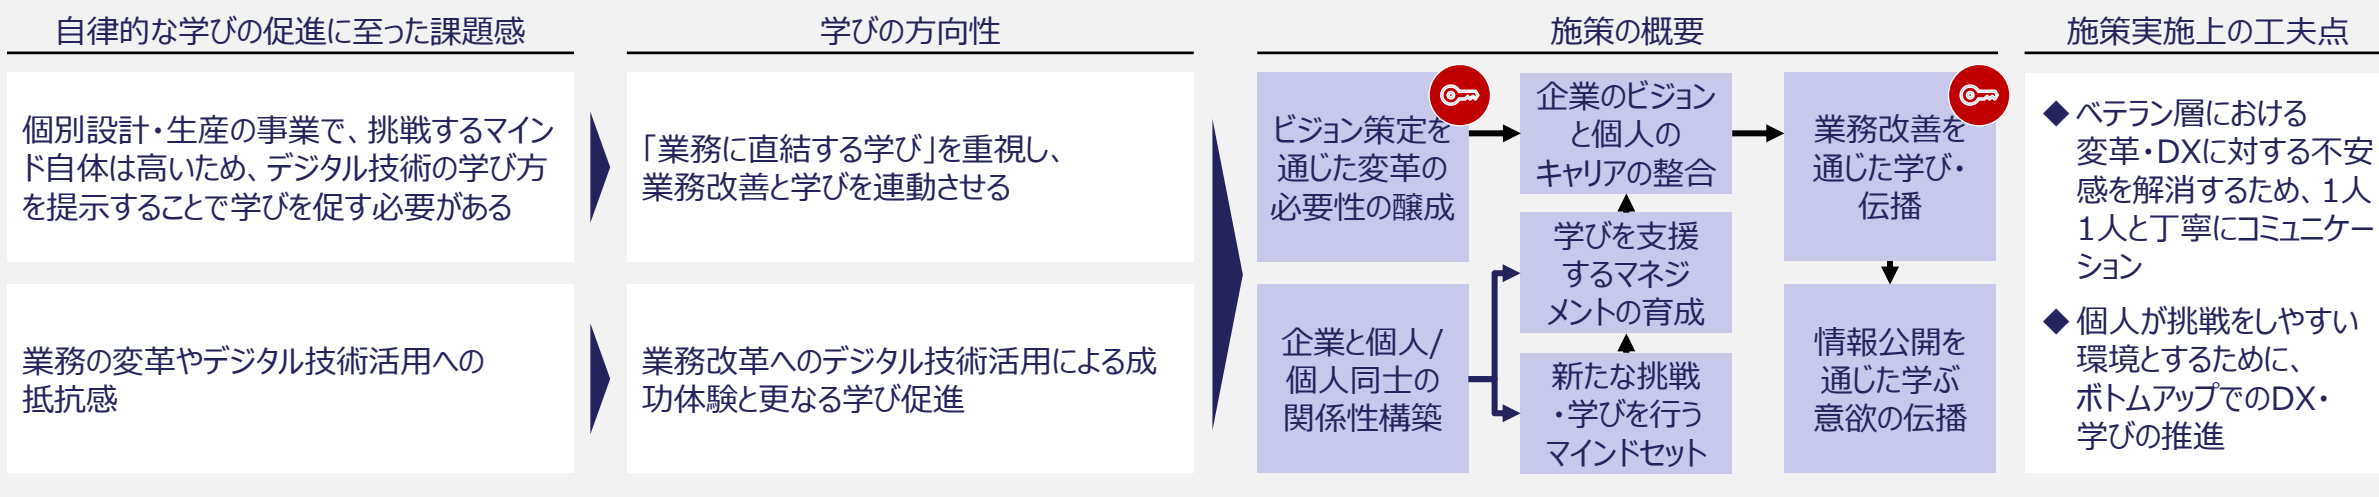 自律的な学びの促進に至った課題感
学びの方向性
施策の概要
施策実施上の工夫点
個別設計・生産の事業で、挑戦するマイン
ド自体は高いため、デジタル技術の学び方
を提示することで学びを促す必要がある
業務の変革やデジタル技術活用への
抵抗感
「業務に直結する学び」を重視し、
業務改善と学びを連動させる
業務改革へのデジタル技術活用による成
功体験と更なる学び促進
ビジョン策定を
通じた変革の
必要性の醸成
企業と個人/
個人同士の
関係性構築
企業のビジョン
と個人の
キャリアの整合
学びを支援
するマネジ
メントの育成
新たな挑戦
・学びを行う
マインドセット
業務改善を
通じた学び・
伝播
情報公開を
通じた学ぶ
意欲の伝播
◆ ベテラン層における
変革・DXに対する不安
感を解消するため、1人
1人と丁寧にコミュニケー
ション
◆ 個人が挑戦をしやすい
環境とするために、
ボトムアップでのDX・
学びの推進